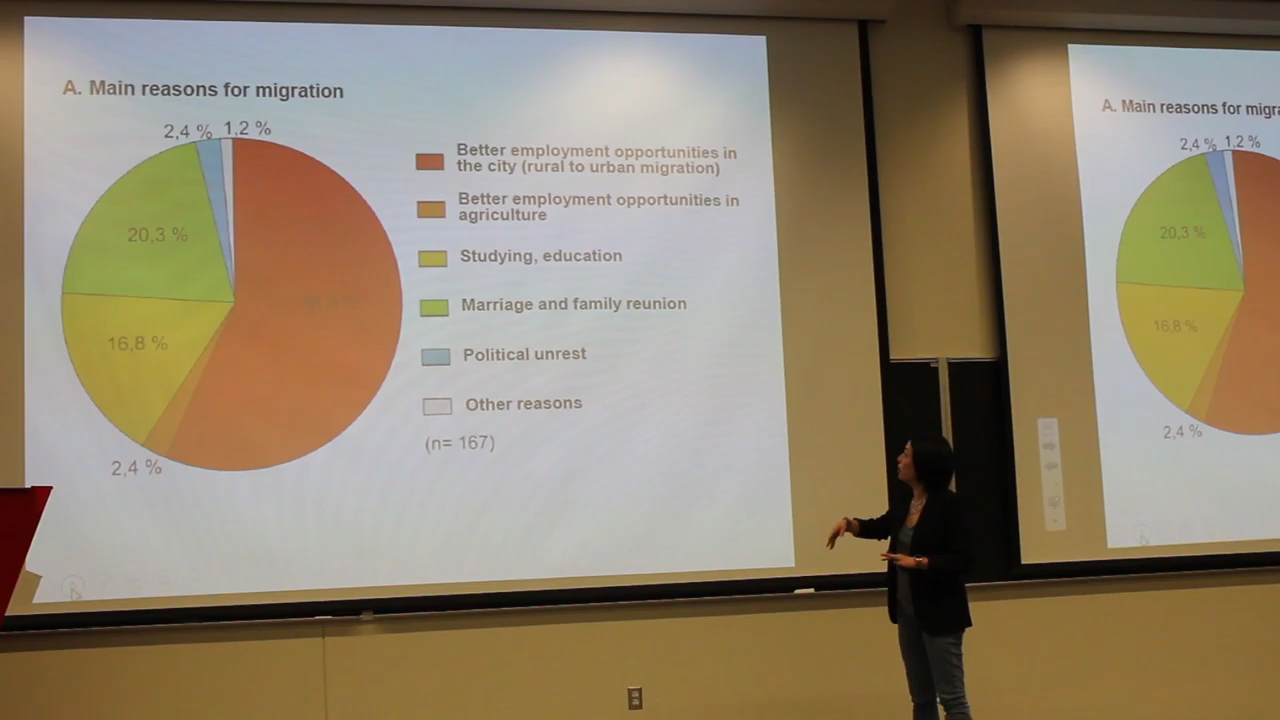 A. Main reasons for migration
2,4 % 1,2 %
20,3 %
16,8 %
2,4 %
Better employment opportunities in
the city (rural to urban migration)
Better employment opportunities in
agriculture
Studying, education
Marriage and family reunion
Political unrest
Other reasons
(n= 167)
A. Main reasons for migra
2,4 % 1,2 %
20,3 %
16,8 %
2,4 %